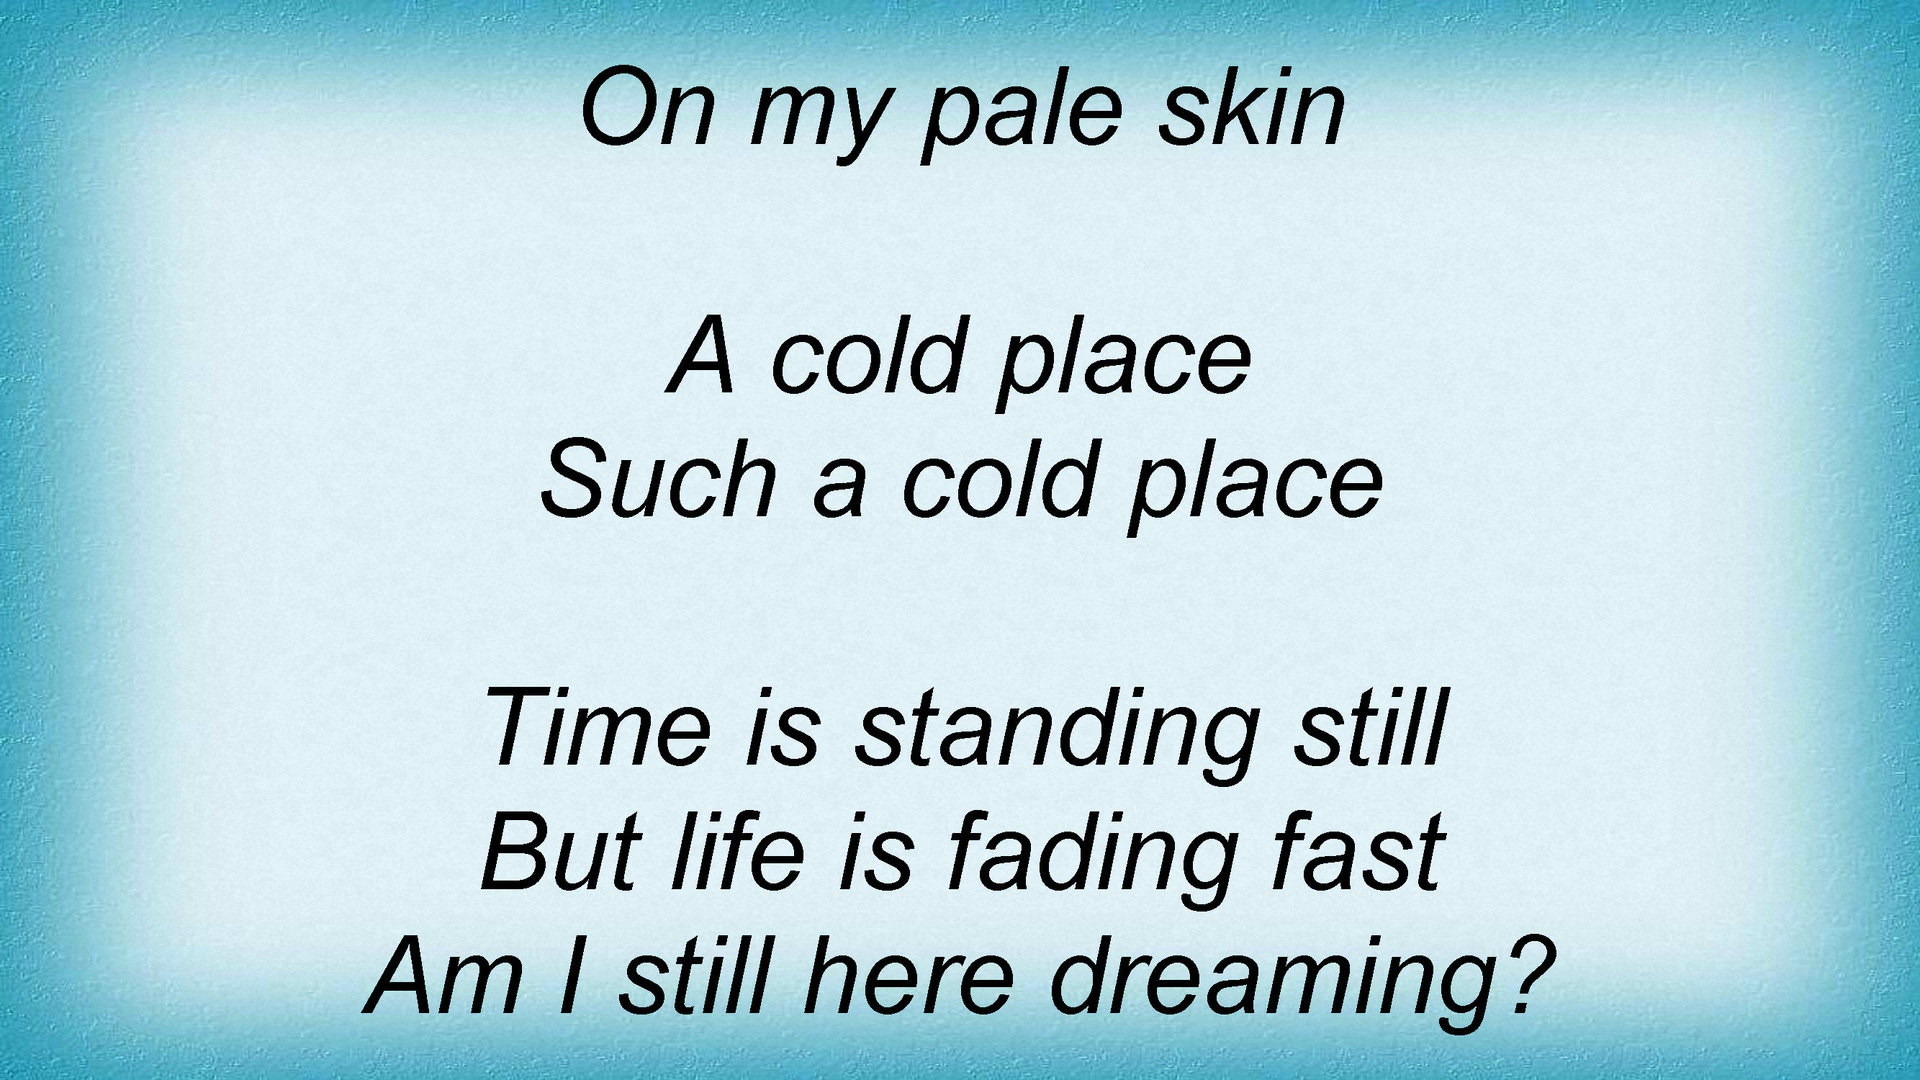 On my pale skin
A cold place
Such a cold place
Time is standing still
But life is fading fast
Am I still here dreaming?